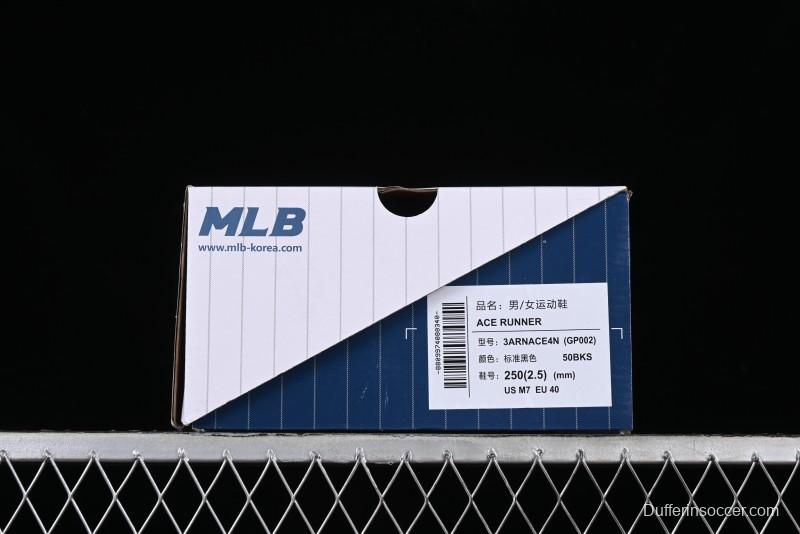 MLB
www.mlb-korea.com
品名：男/女运动鞋
ACE RUNNER
型号：3ARNACE4N (GP002)
颜色：标准黑色 50BKS
鞋号：250(2.5) (mm)
US M7 EU 40
Dufferinsoccer.com